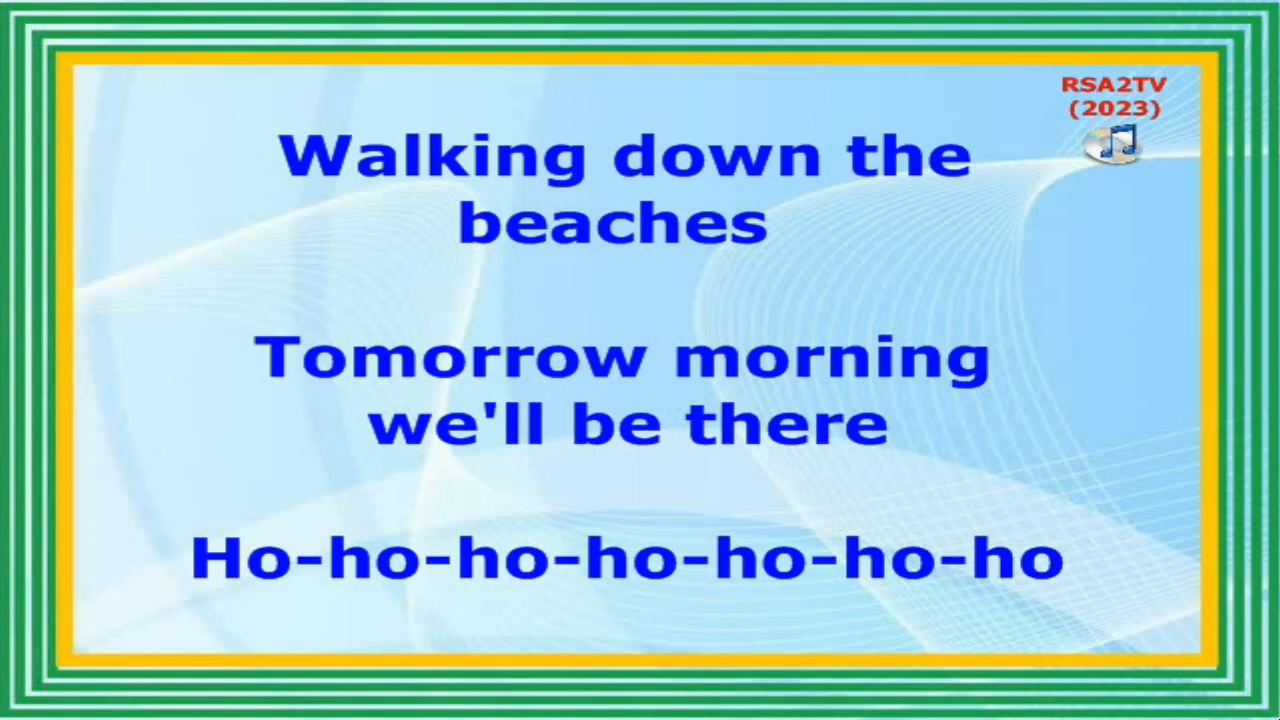 RSA2TV
(2023)
Walking down the
beaches
Tomorrow morning
we'll be there
Ho-ho-ho-ho-ho-ho-ho